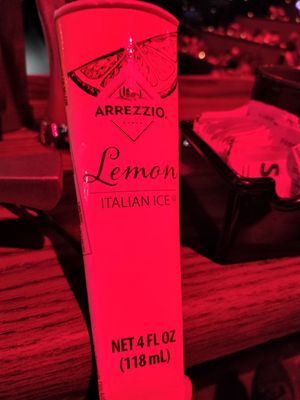 ARREZZIO
Lemon
ITALIAN ICE
NET 4 FL OZ
(118 mL)
S